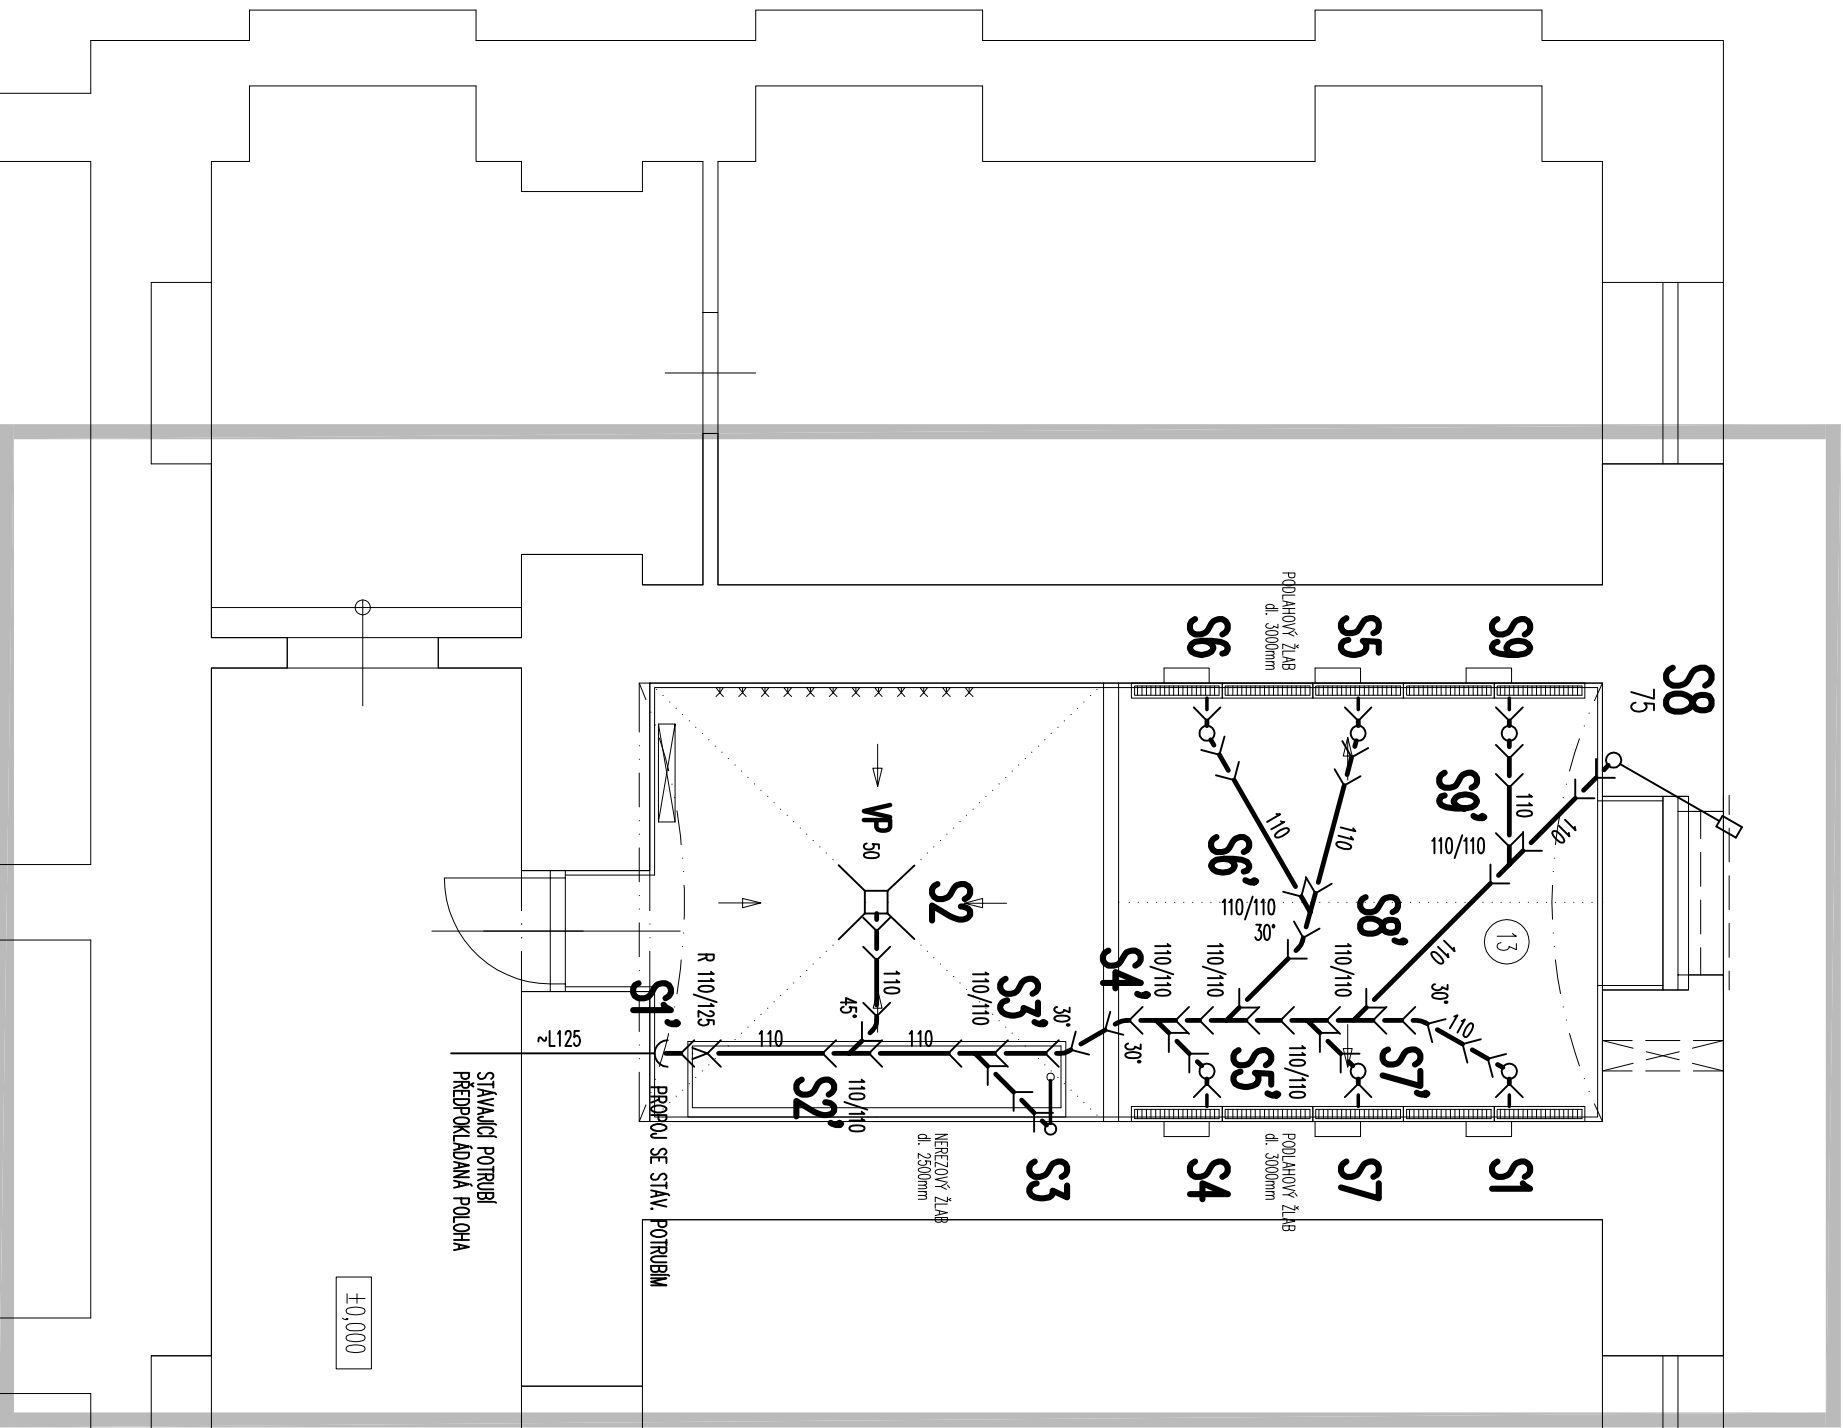 PODLAHOVÝ ŽLAB
dl. 3000mm
S6
S5
S9
S8
75
110
110
110
110
S9'
110/110
S6'
110/110
30°
S8'
110
13
VP 50
S2
110
45°
R 110/125
S1'
~L125
110
110
110/110
S3'
30°
S4'
110/110
110/110
110/110
30°
110
30°
S2'
110/110
S5'
110/110
S7'
STÁVAJÍCÍ POTRUBÍ
PŘEDPOKLÁDANÁ POLOHA
PROPOJ SE STÁV. POTRUBÍM
NEREZOVÝ ŽLAB
dl. 2500mm
S3
S4
PODLAHOVÝ ŽLAB
dl. 3000mm
S7
S1
±0,000